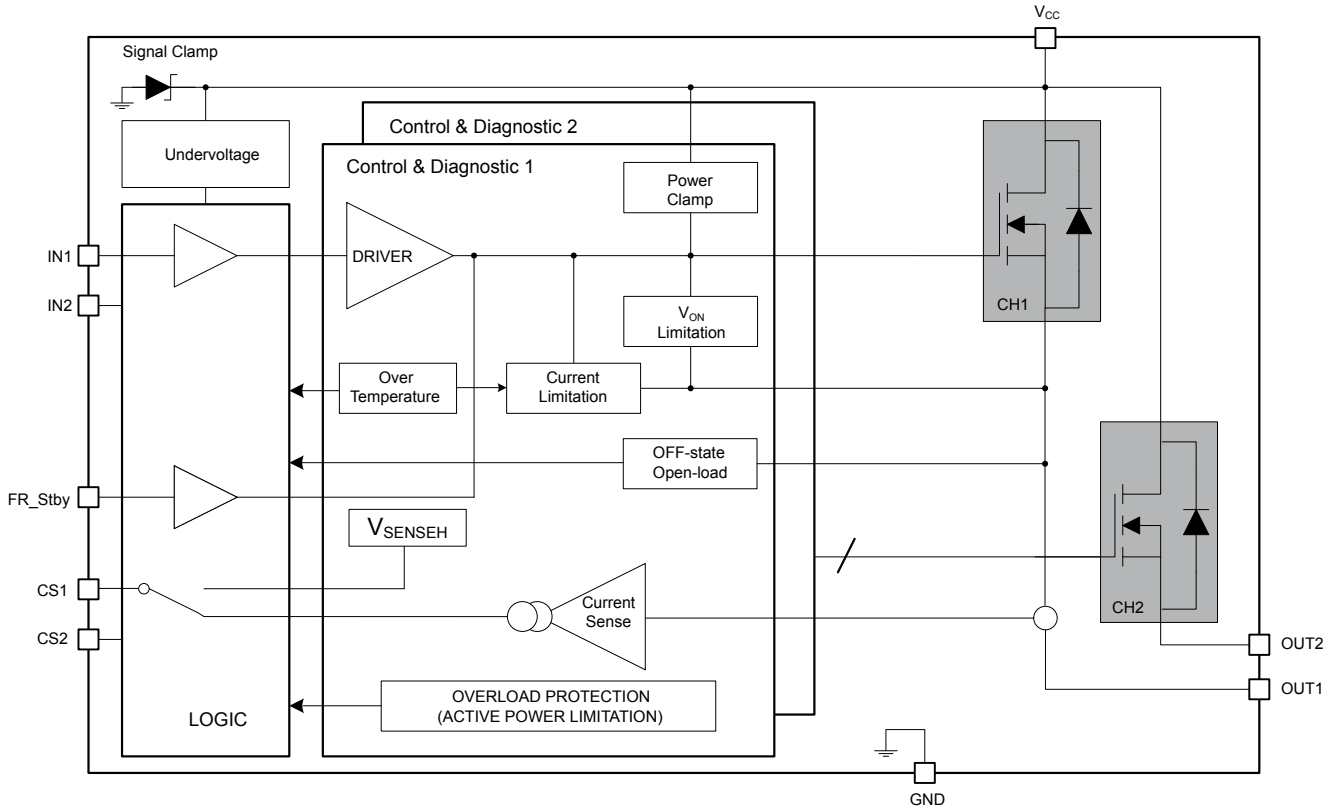 VCC
Signal Clamp
Control & Diagnostic 2
Undervoltage
Control & Diagnostic 1
Power
Clamp
IN1
DRIVER
IN2
CH1
VON
Limitation
Over
Temperature
Current
Limitation
OFF-state
Open-load
FR_Stby
VSENSEH
CS1
Current
Sense
CH2
CS2
OUT2
OUT1
OVERLOAD PROTECTION
(ACTIVE POWER LIMITATION)
LOGIC
GND